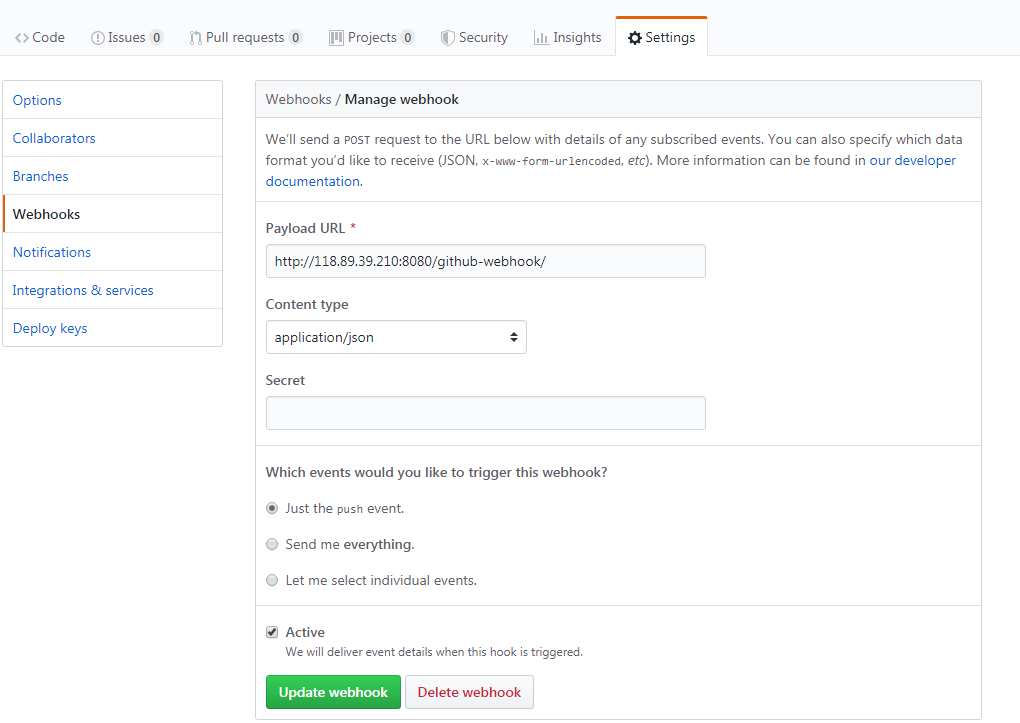 Code Issues 0 Pull requests 0 Projects 0 Security Insights Settings
Options
Collaborators
Branches
Webhooks
Notifications
Integrations & services
Deploy keys
Webhooks / Manage webhook
We'll send a POST request to the URL below with details of any subscribed events. You can also specify which data
format you'd like to receive (JSON, x-www-form-urlencoded, etc). More information can be found in our developer
documentation.
Payload URL *
http://118.89.39.210:8080/github-webhook/
Content type
application/json
Secret
Which events would you like to trigger this webhook?
Just the push event.
Send me everything.
Let me select individual events.
Active
We will deliver event details when this hook is triggered.
Update webhook Delete webhook